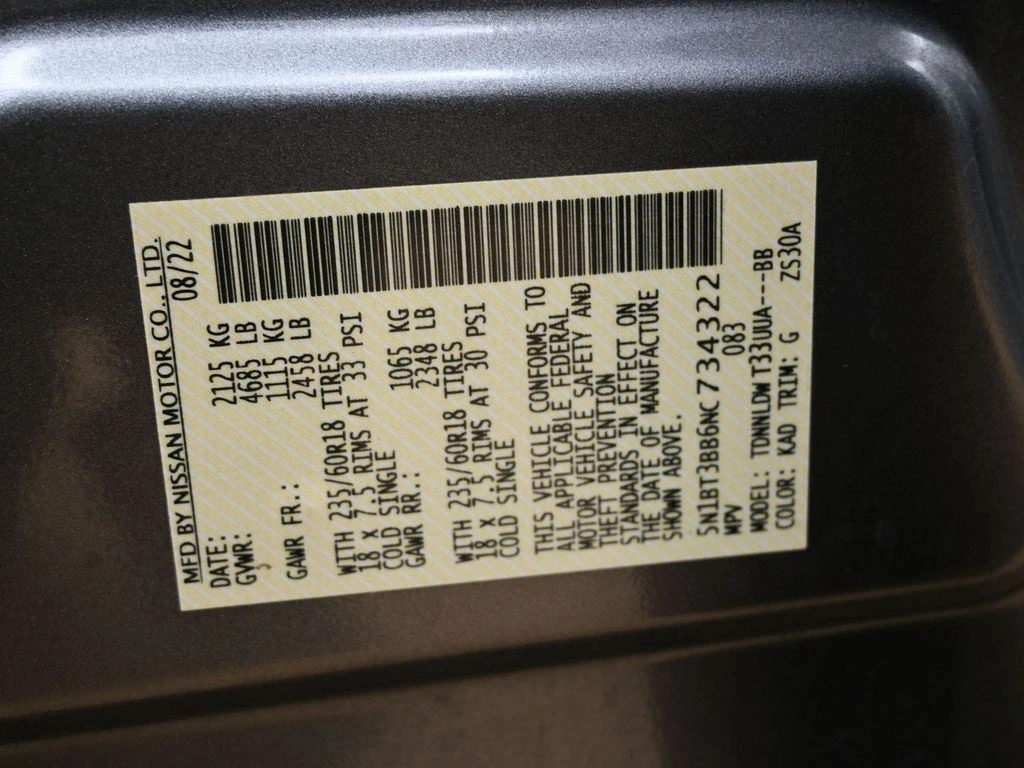 MFD BY NISSAN MOTOR CO., LTD.
DATE: 08/22
GVWR: 2125 KG
4685 LB
GAWR FR.: 1115 KG
2458 LB
WITH 235/60R18 TIRES
18 X 7.5 RIMS AT 33 PSI
COLD SINGLE
GAWR RR.: 1065 KG
2348 LB
WITH 235/60R18 TIRES
18 X 7.5 RIMS AT 30 PSI
COLD SINGLE
THIS VEHICLE CONFORMS TO
ALL APPLICABLE FEDERAL
MOTOR VEHICLE SAFETY AND
THEFT PREVENTION
STANDARDS IN EFFECT ON
THE DATE OF MANUFACTURE
SHOWN ABOVE.
5N1BT3BB6NC734322
MPV 083
MODEL: TDNNLDWT33UUA---BB
COLOR: KAD TRIM: G ZS30A